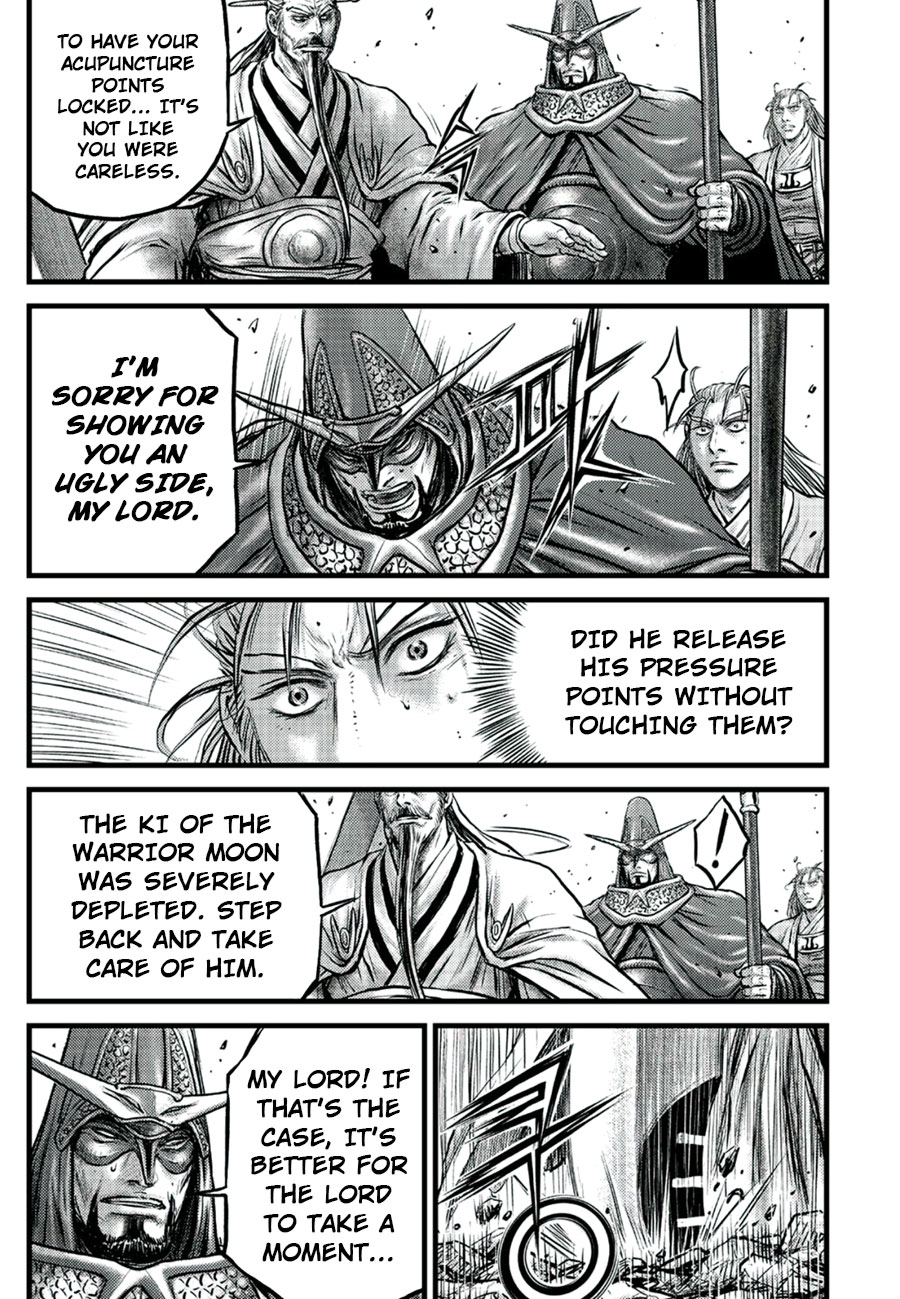 TO HAVE YOUR
ACUPUNCTURE
POINTS
LOCKED... IT'S
NOT LIKE
YOU WERE
CARELESS.
I'M
SORRY FOR
SHOWING
YOU AN
UGLY SIDE,
MY LORD.
DID HE RELEASE
HIS PRESSURE
POINTS WITHOUT
TOUCHING THEM?
THE KI OF THE
WARRIOR MOON
WAS SEVERELY
DEPLETED. STEP
BACK AND TAKE
CARE OF HIM.
!
MY LORD! IF
THAT'S THE
CASE, IT'S
BETTER FOR
THE LORD
TO TAKE A
MOMENT...